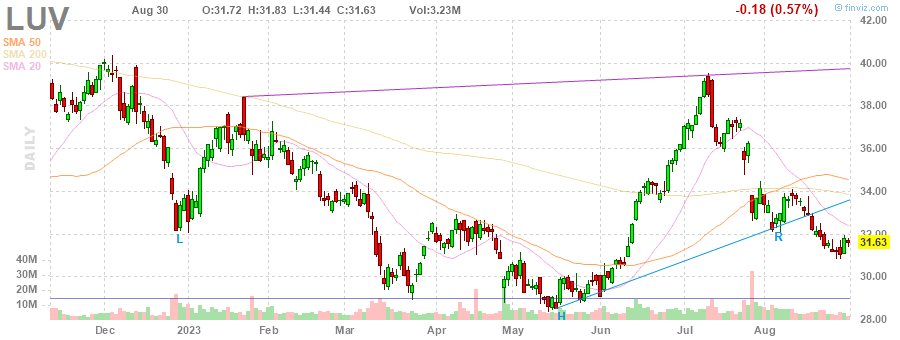 LUV Aug 30 O:31.72 H:31.83 L:31.44 C:31.63 Vol:3.23M -0.18 (0.57%) © finviz.com
SMA 50
SMA 200
SMA 20
DAILY
42.00
40.00
38.00
36.00
34.00
32.00
31.63
30.00
28.00
40M
30M
20M
10M
L
H
R
Dec 2023 Feb Mar Apr May Jun Jul Aug